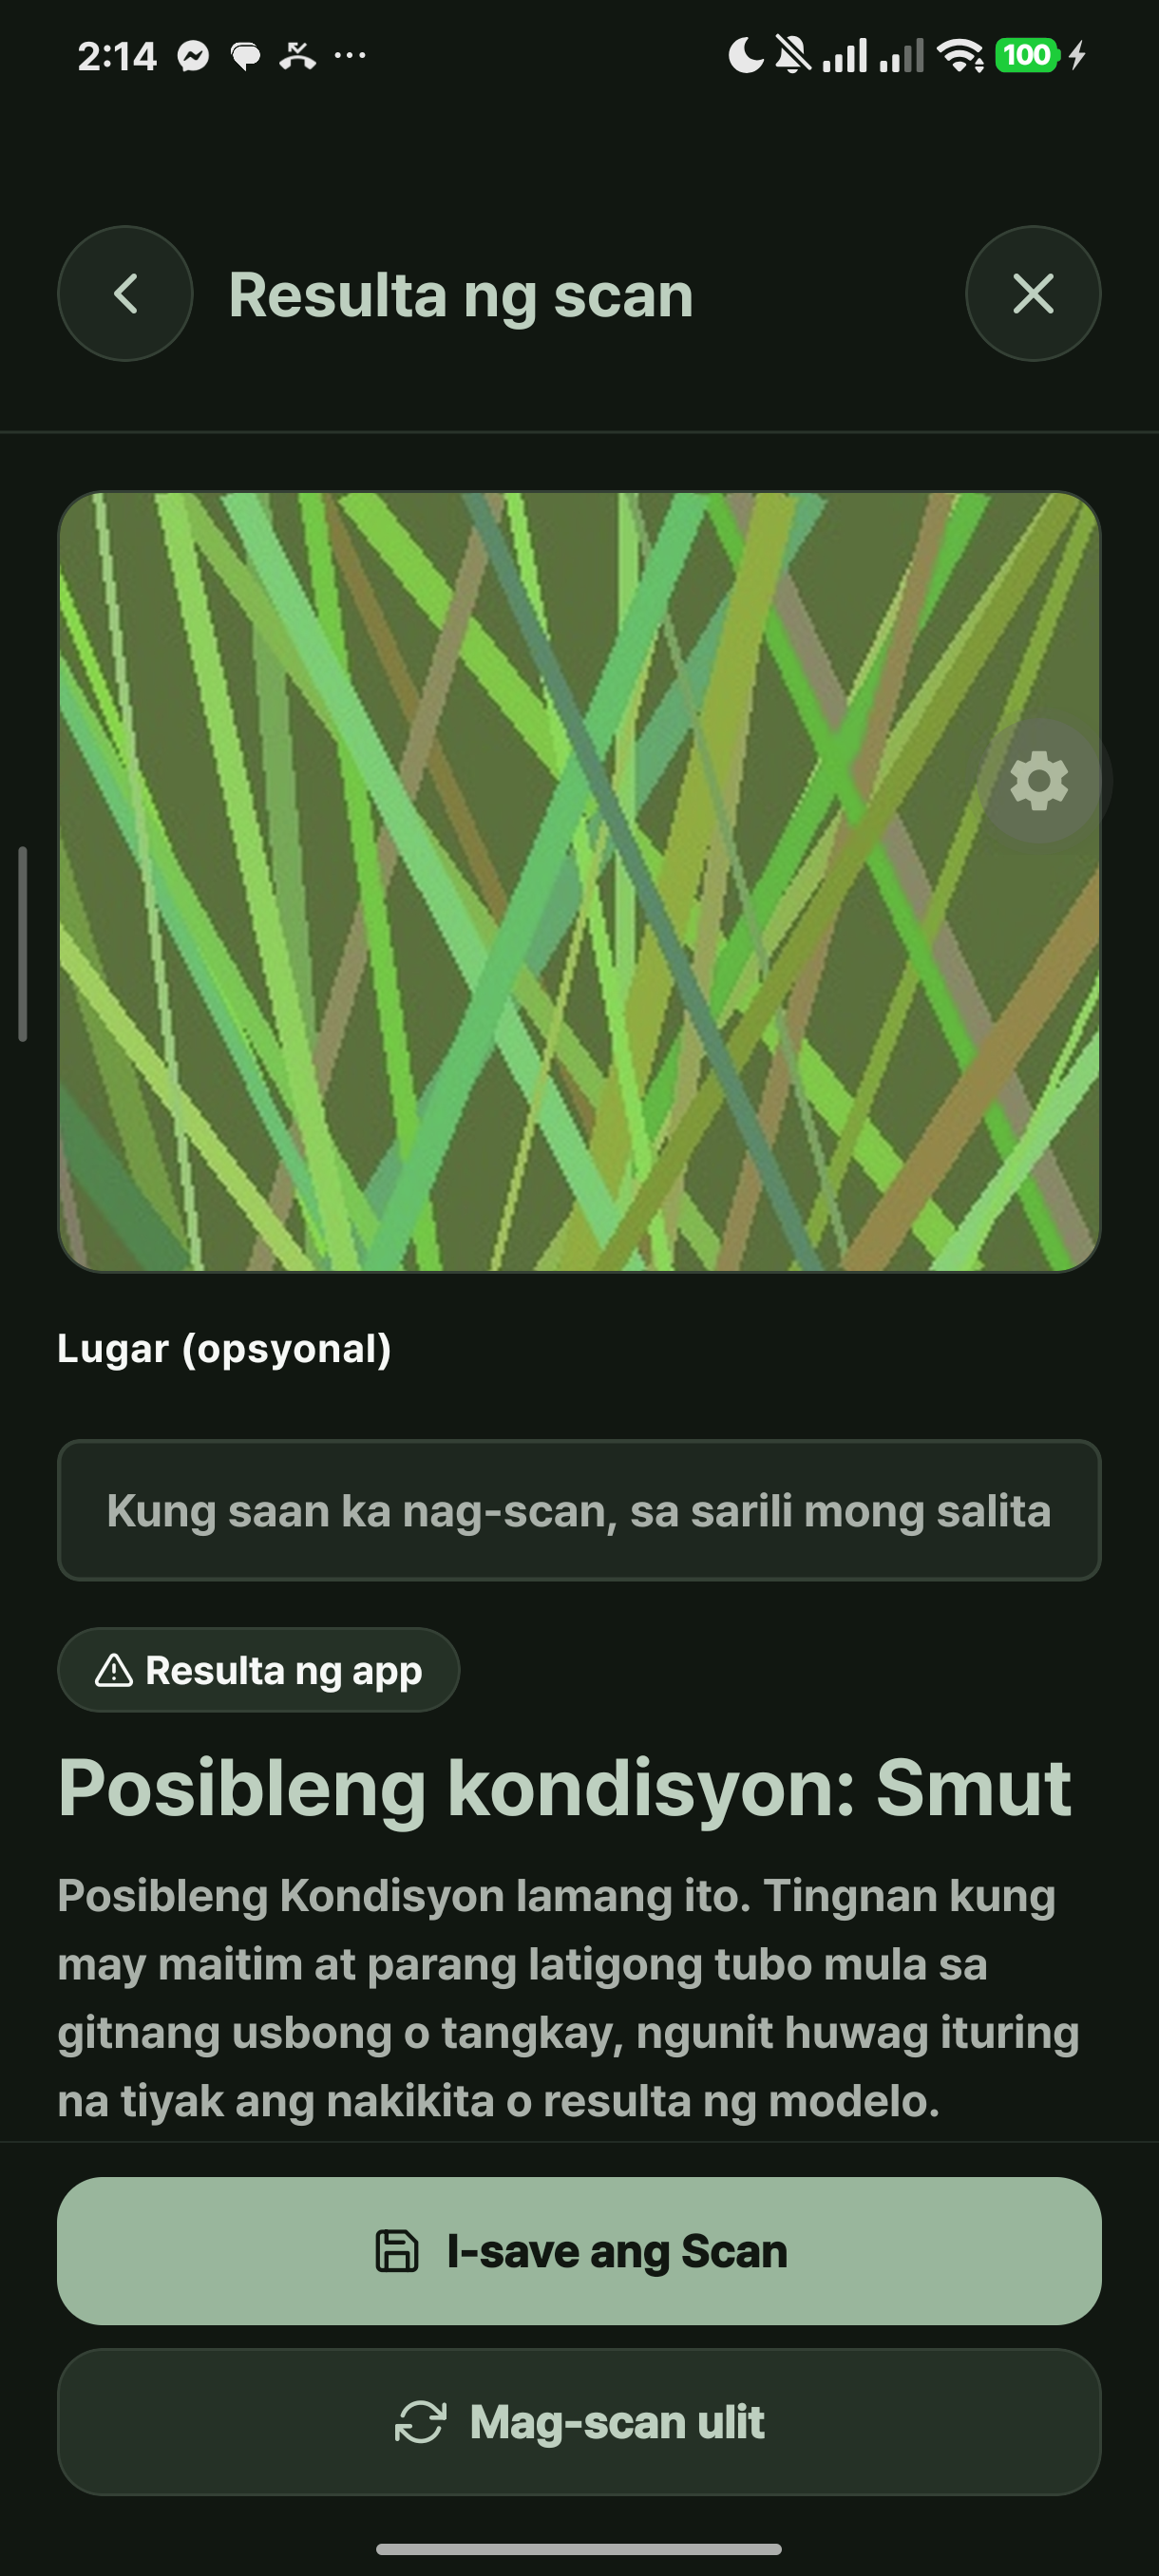 2:14
100
Resulta ng scan
Lugar (opsyonal)
Kung saan ka nag-scan, sa sarili mong salita
Resulta ng app
Posibleng kondisyon: Smut
Posibleng Kondisyon lamang ito. Tingnan kung
may maitim at parang latigong tubo mula sa
gitnang usbong o tangkay, ngunit huwag ituring
na tiyak ang nakikita o resulta ng modelo.
I-save ang Scan
Mag-scan ulit